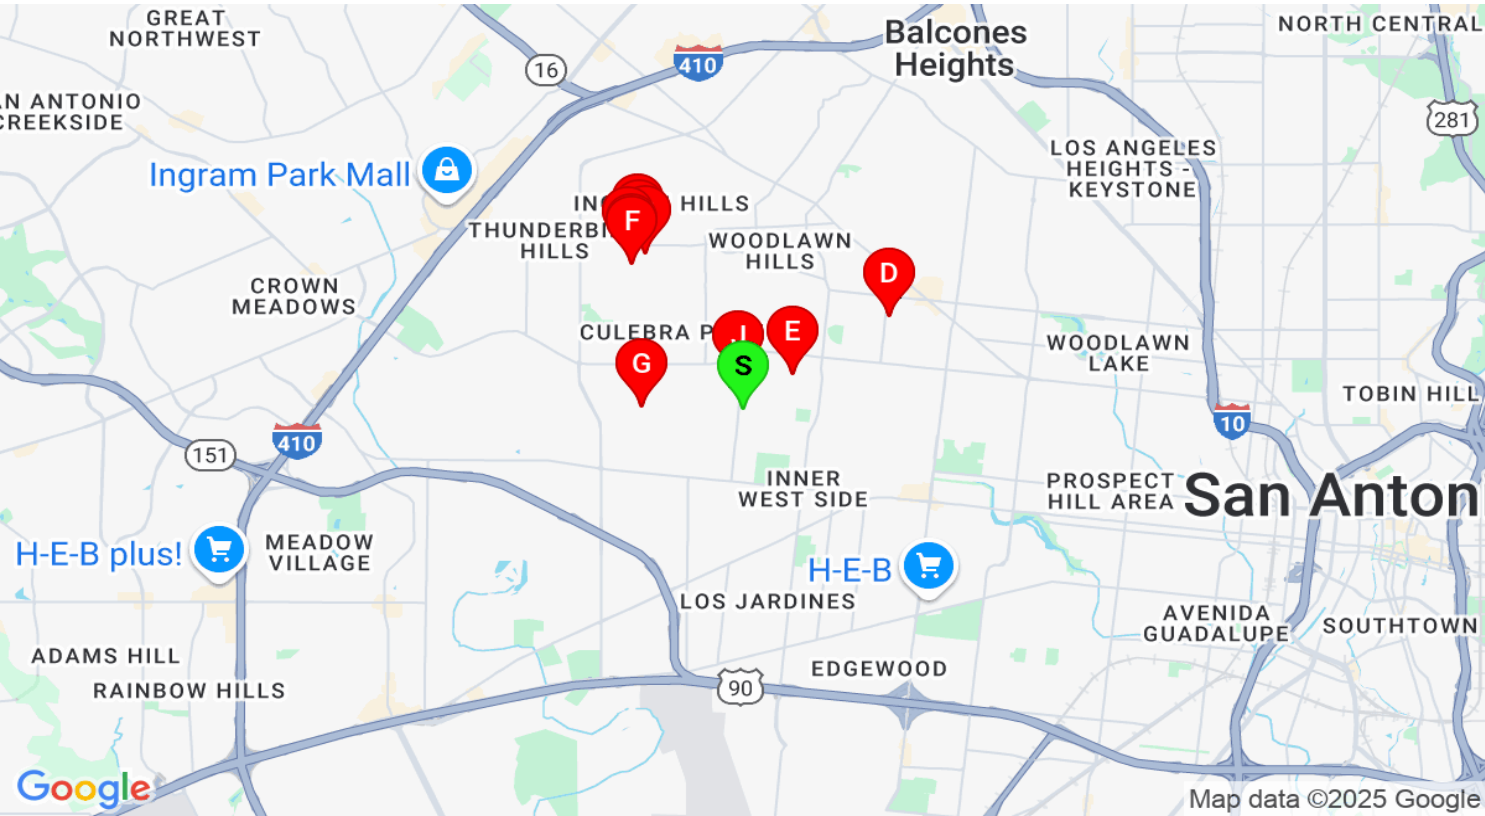 GREAT
NORTHWEST
16
410
Balcones
Heights
NORTH CENTRAL
AN ANTONIO
CREEKSIDE
281
Ingram Park Mall
LOS ANGELES
HEIGHTS -
KEYSTONE
HILLS
THUNDERBI
HILLS
F
WOODLAWN
HILLS
D
CROWN
MEADOWS
CULEBRA P
J
E
G
S
WOODLAWN
LAKE
TOBIN HILL
10
410
151
INNER
WEST SIDE
PROSPECT
HILL AREA
San Anton
H-E-B plus!
MEADOW
VILLAGE
H-E-B
LOS JARDINES
AVENIDA
GUADALUPE
SOUTHTOWN
ADAMS HILL
RAINBOW HILLS
EDGEWOOD
90
Google
Map data ©2025 Google